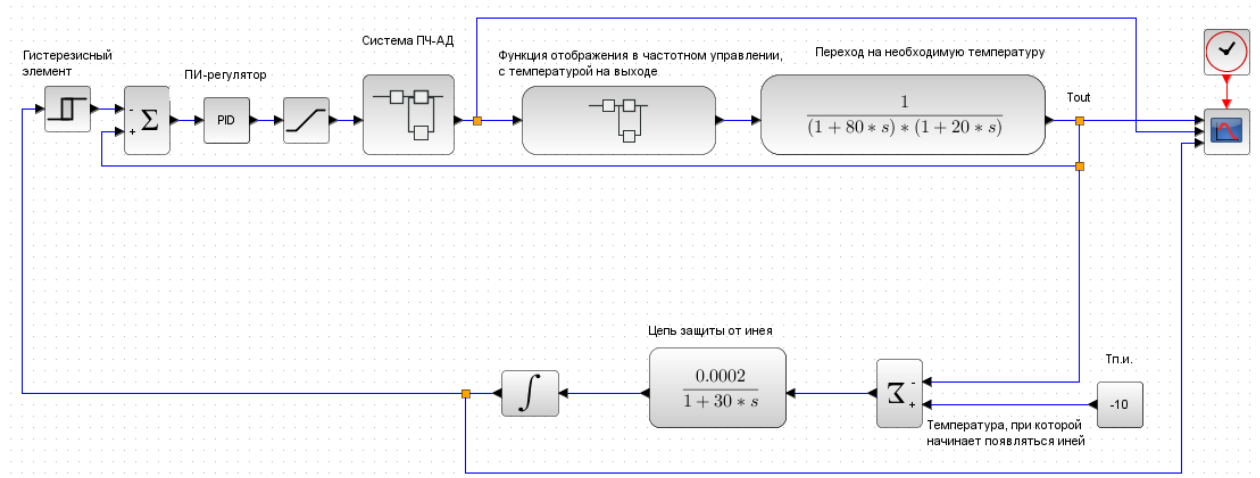 Гистерезисный
элемент
ПИ-регулятор
Система ПЧ-АД
Функция отображения в частотном управлении,
с температурой на выходе
Переход на необходимую температуру
Tout
-
+
Σ
PID
1
(1 + 80 * s) * (1 + 20 * s)
Цепь защиты от инея
Тп.и.
∫
0.0002
1 + 30 * s
Σ
-
+
-10
Температура, при которой
начинает появляться иней